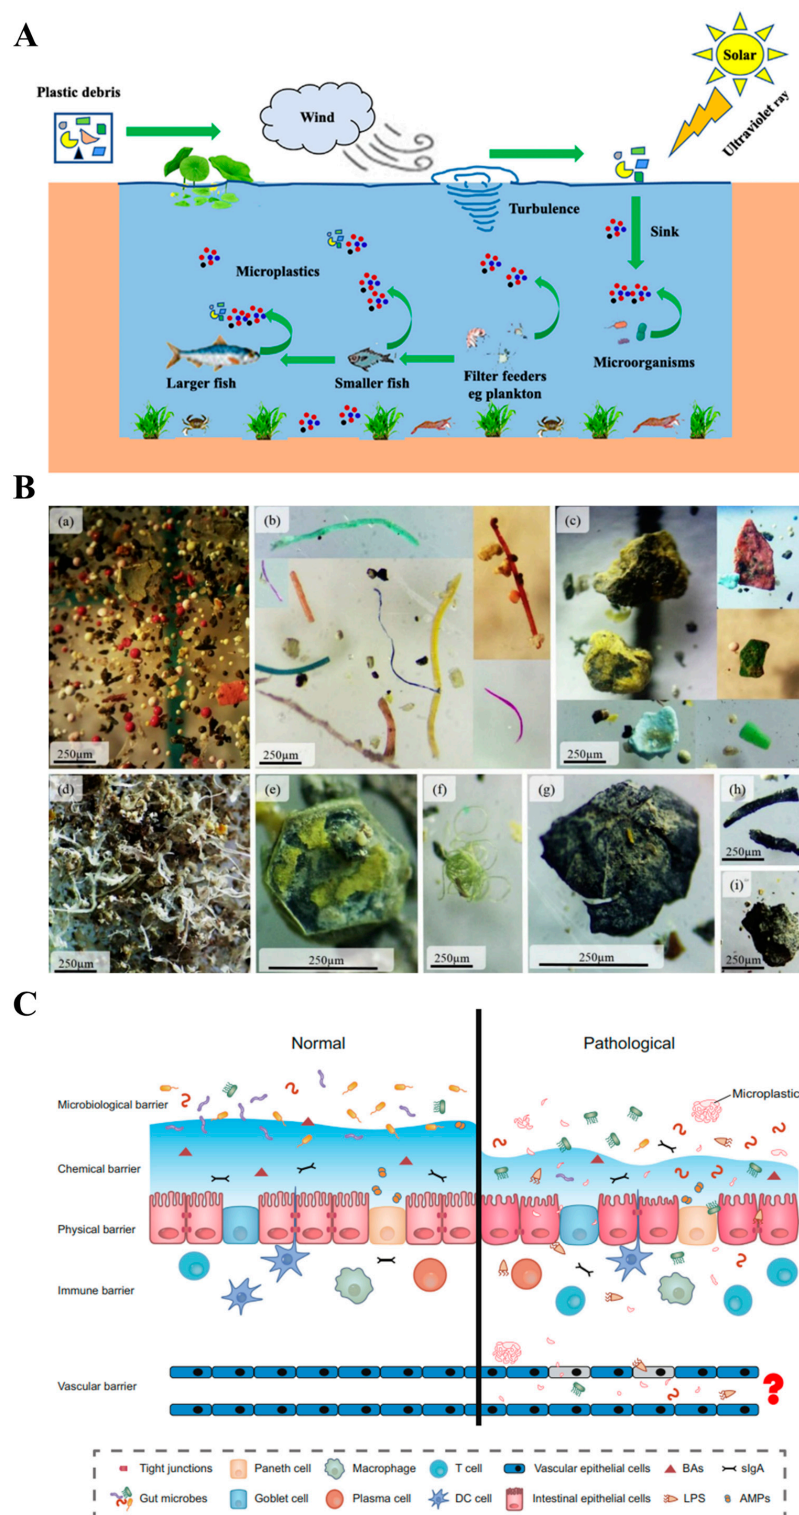 A
Plastic debris
Wind
Solar
Ultraviolet ray
Turbulence
Sink
Microplastics
Microorganisms
Larger fish
Smaller fish
Filter feeders
eg plankton
B
(a)
250µm
(b)
250µm
(c)
250µm
(d)
250µm
(e)
250µm
(f)
250µm
(g)
250µm
(h)
250µm
(i)
250µm
C
Normal
Pathological
Microbiological barrier
Microplastic
Chemical barrier
Physical barrier
Immune barrier
Vascular barrier
?
Tight junctions
Paneth cell
Macrophage
T cell
Vascular epithelial cells
BAs
sIgA
Gut microbes
Goblet cell
Plasma cell
DC cell
Intestinal epithelial cells
LPS
AMPs